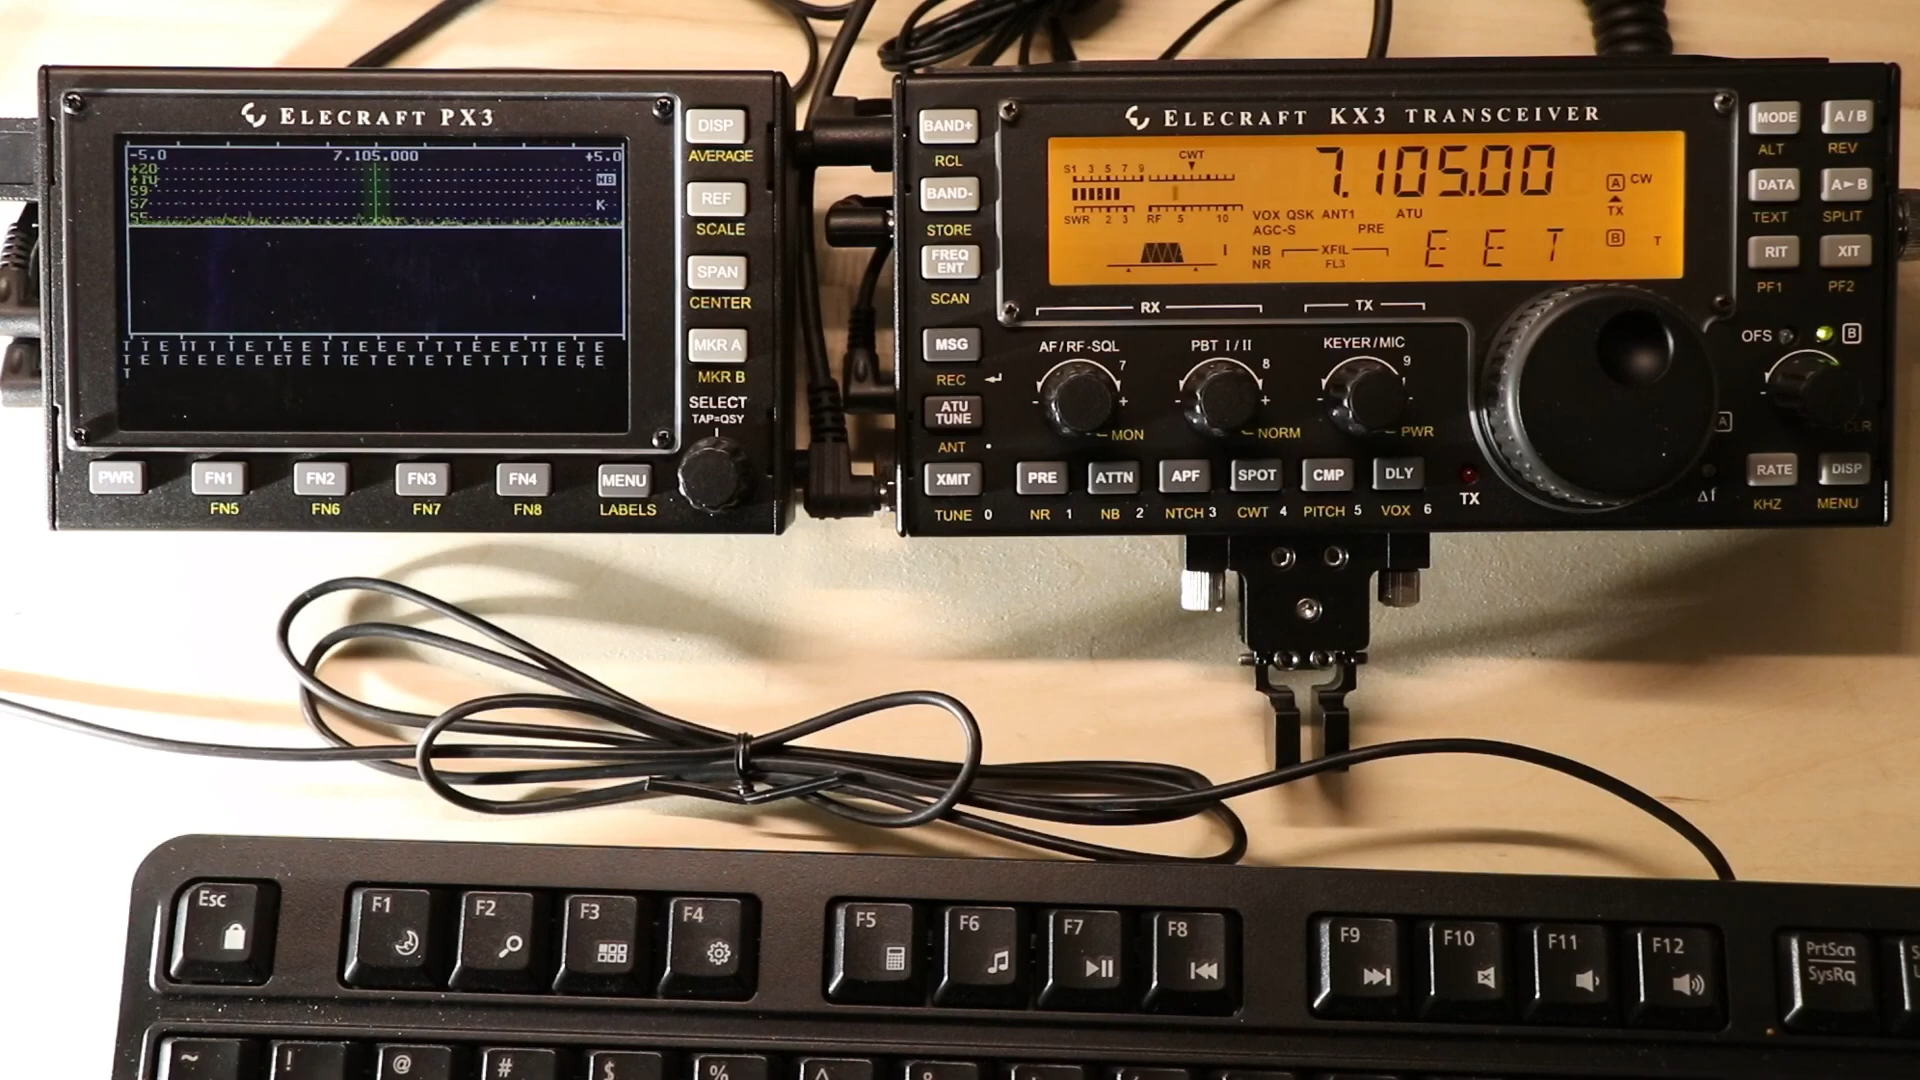 ELECRAFT PX3
-5.0 7.105.000 +5.0
+20
+10
S9
S7
S5
NB
K
DISP
AVERAGE
REF
SCALE
SPAN
CENTER
MKR A
MKR B
SELECT
TAP=QSY
PWR FN1 FN2 FN3 FN4 MENU
FN5 FN6 FN7 FN8 LABELS
ELECRAFT KX3 TRANSCEIVER
BAND+
RCL
BAND-
STORE
FREQ
ENT
SCAN
MSG
REC
ATU
TUNE
ANT
XMIT
TUNE 0
S1 3 5 7 9
CWT
SWR 2 3 RF 5 10
7.105.00
A CW
TX
B T
VOX QSK ANT1 ATU
AGC-S PRE
NB XFIL
NR FL3
I
E E T
RX TX
AF/RF-SQL PBT I/II KEYER/MIC
7 8 9
- + - + - +
MON NORM PWR
PRE ATTN APF SPOT CMP DLY
NR 1 NB 2 NTCH 3 CWT 4 PITCH 5 VOX 6
TX
MODE A/B
ALT REV
DATA A►B
TEXT SPLIT
RIT XIT
PF1 PF2
OFS B
-
A
CLR
Δf
RATE DISP
KHZ MENU
Esc F1 F2 F3 F4 F5 F6 F7 F8 F9 F10 F11 F12 PrtScn
SysRq
~ ! @ # $ % ^ &